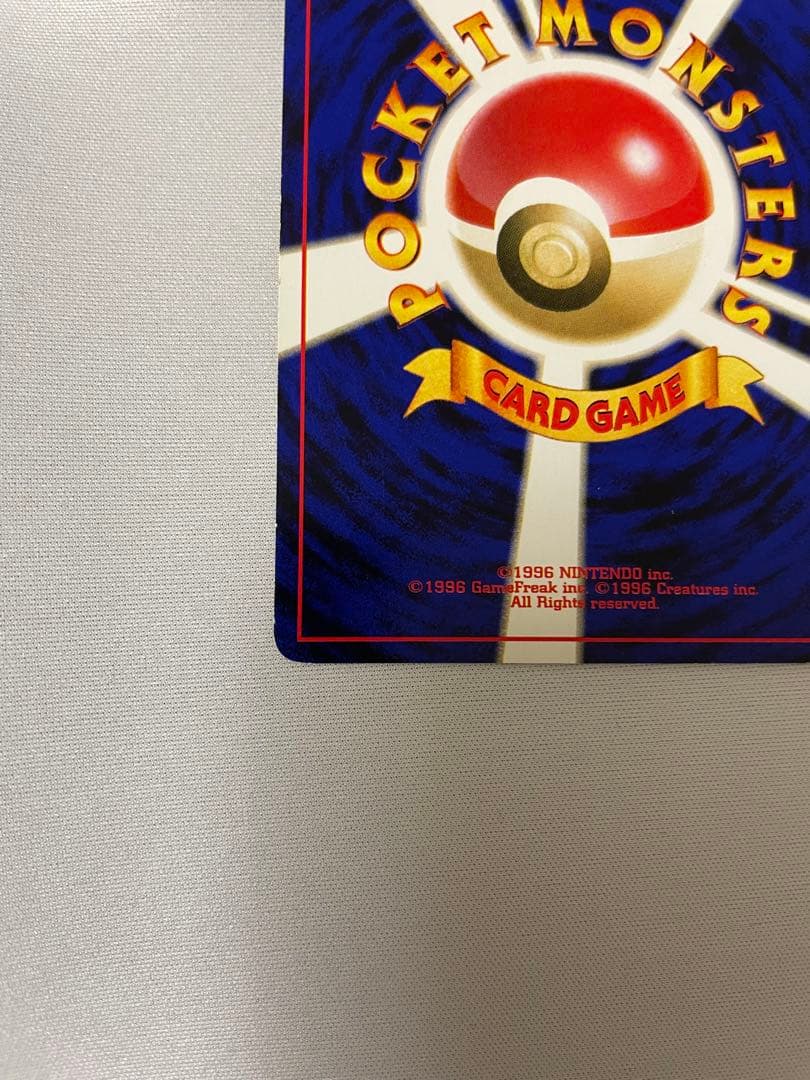 POCKET MONSTERS
CARD GAME
©1996 NINTENDO inc.
©1996 GameFreak inc. ©1996 Creatures inc.
All Rights reserved.